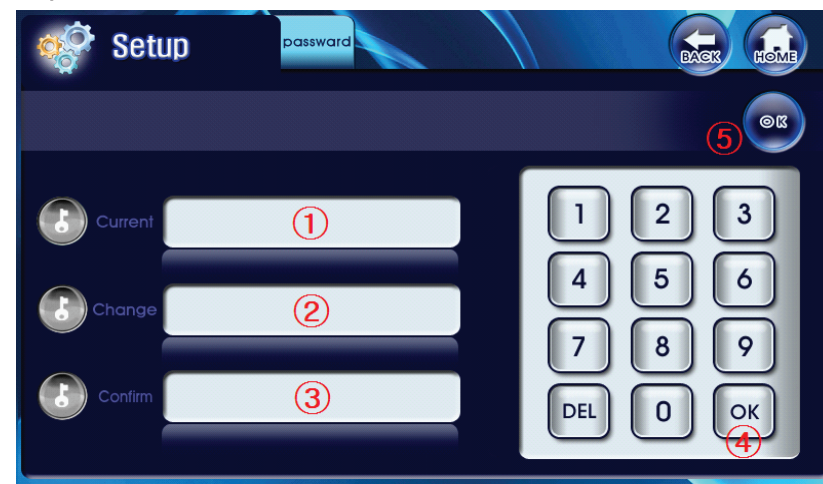 Setup
passward
BACK
HOME
OK
⑤
Current
①
Change
②
Confirm
③
1 2 3
4 5 6
7 8 9
DEL 0 OK
④